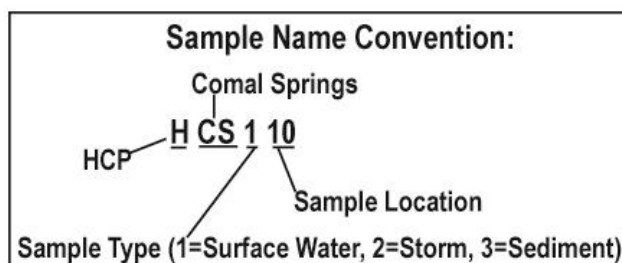 Sample Name Convention:
Comal Springs
H CS 1 10
HCP
Sample Location
Sample Type (1=Surface Water, 2=Storm, 3=Sediment)